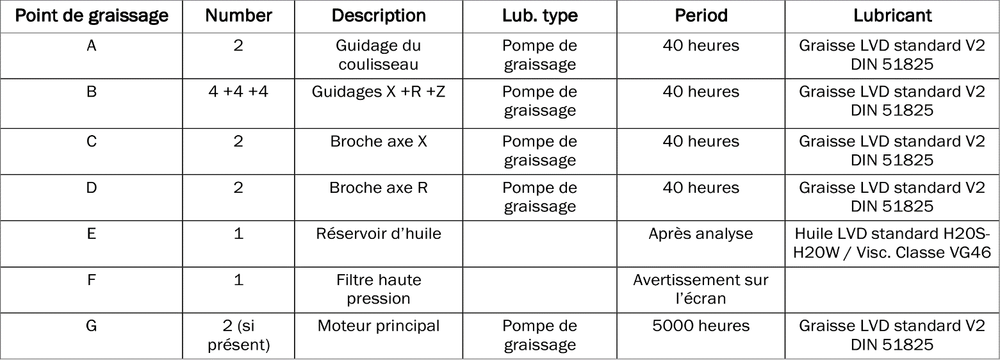 Point de graissage Number Description Lub. type Period Lubricant
A 2 Guidage du Pompe de 40 heures Graisse LVD standard V2
coulisseau graissage DIN 51825
B 4 +4 +4 Guidages X +R +Z Pompe de 40 heures Graisse LVD standard V2
graissage DIN 51825
C 2 Broche axe X Pompe de 40 heures Graisse LVD standard V2
graissage DIN 51825
D 2 Broche axe R Pompe de 40 heures Graisse LVD standard V2
graissage DIN 51825
E 1 Réservoir d’huile Après analyse Huile LVD standard H20S-
H20W / Visc. Classe VG46
F 1 Filtre haute Avertissement sur
pression l’écran
G 2 (si Moteur principal Pompe de 5000 heures Graisse LVD standard V2
présent) graissage DIN 51825